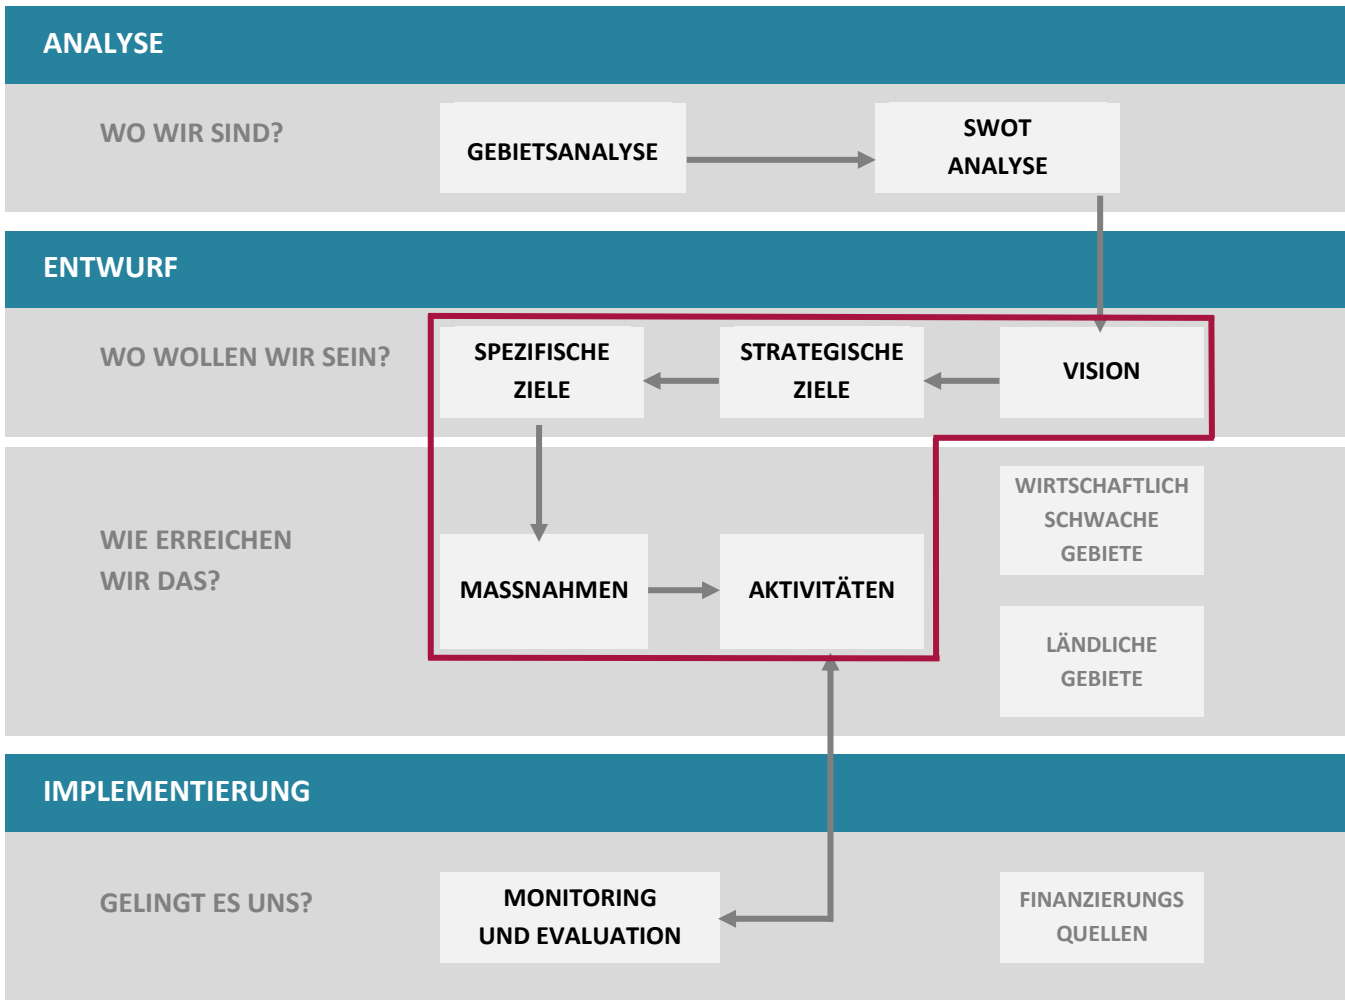 ANALYSE
WO WIR SIND?
GEBIETSANALYSE
SWOT
ANALYSE
ENTWURF
WO WOLLEN WIR SEIN?
SPEZIFISCHE
ZIELE
STRATEGISCHE
ZIELE
VISION
WIE ERREICHEN
WIR DAS?
MASSNAHMEN
AKTIVITÄTEN
WIRTSCHAFTLICH
SCHWACHE
GEBIETE
LÄNDLICHE
GEBIETE
IMPLEMENTIERUNG
GELINGT ES UNS?
MONITORING
UND EVALUATION
FINANZIERUNGS
QUELLEN